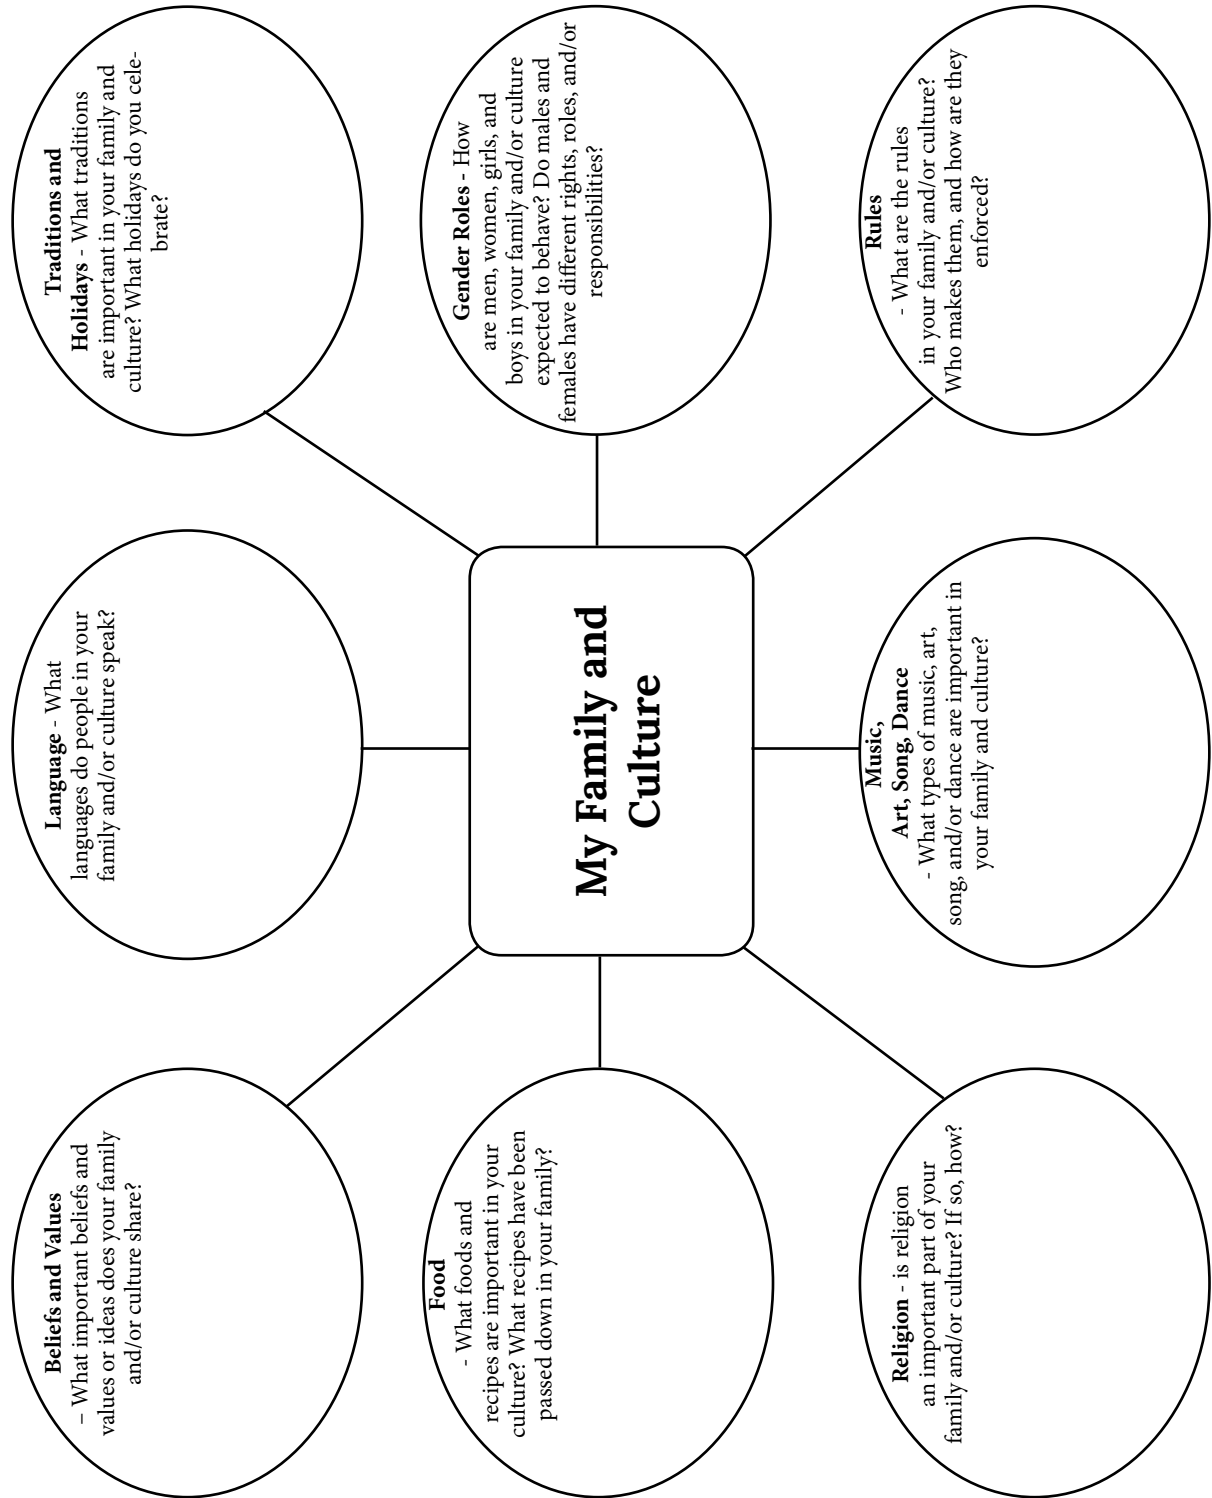 Beliefs and Values
– What important beliefs and
values or ideas does your family
and/or culture share?
Language - What
languages do people in your
family and/or culture speak?
Traditions and
Holidays - What traditions
are important in your family and
culture? What holidays do you cele-
brate?
Food
- What foods and
recipes are important in your
culture? What recipes have been
passed down in your family?
My Family and
Culture
Gender Roles - How
are men, women, girls, and
boys in your family and/or culture
expected to behave? Do males and
females have different rights, roles, and/or
responsibilities?
Religion - is religion
an important part of your
family and/or culture? If so, how?
Music,
Art, Song, Dance
- What types of music, art,
song, and/or dance are important in
your family and culture?
Rules
- What are the rules
in your family and/or culture?
Who makes them, and how are they
enforced?